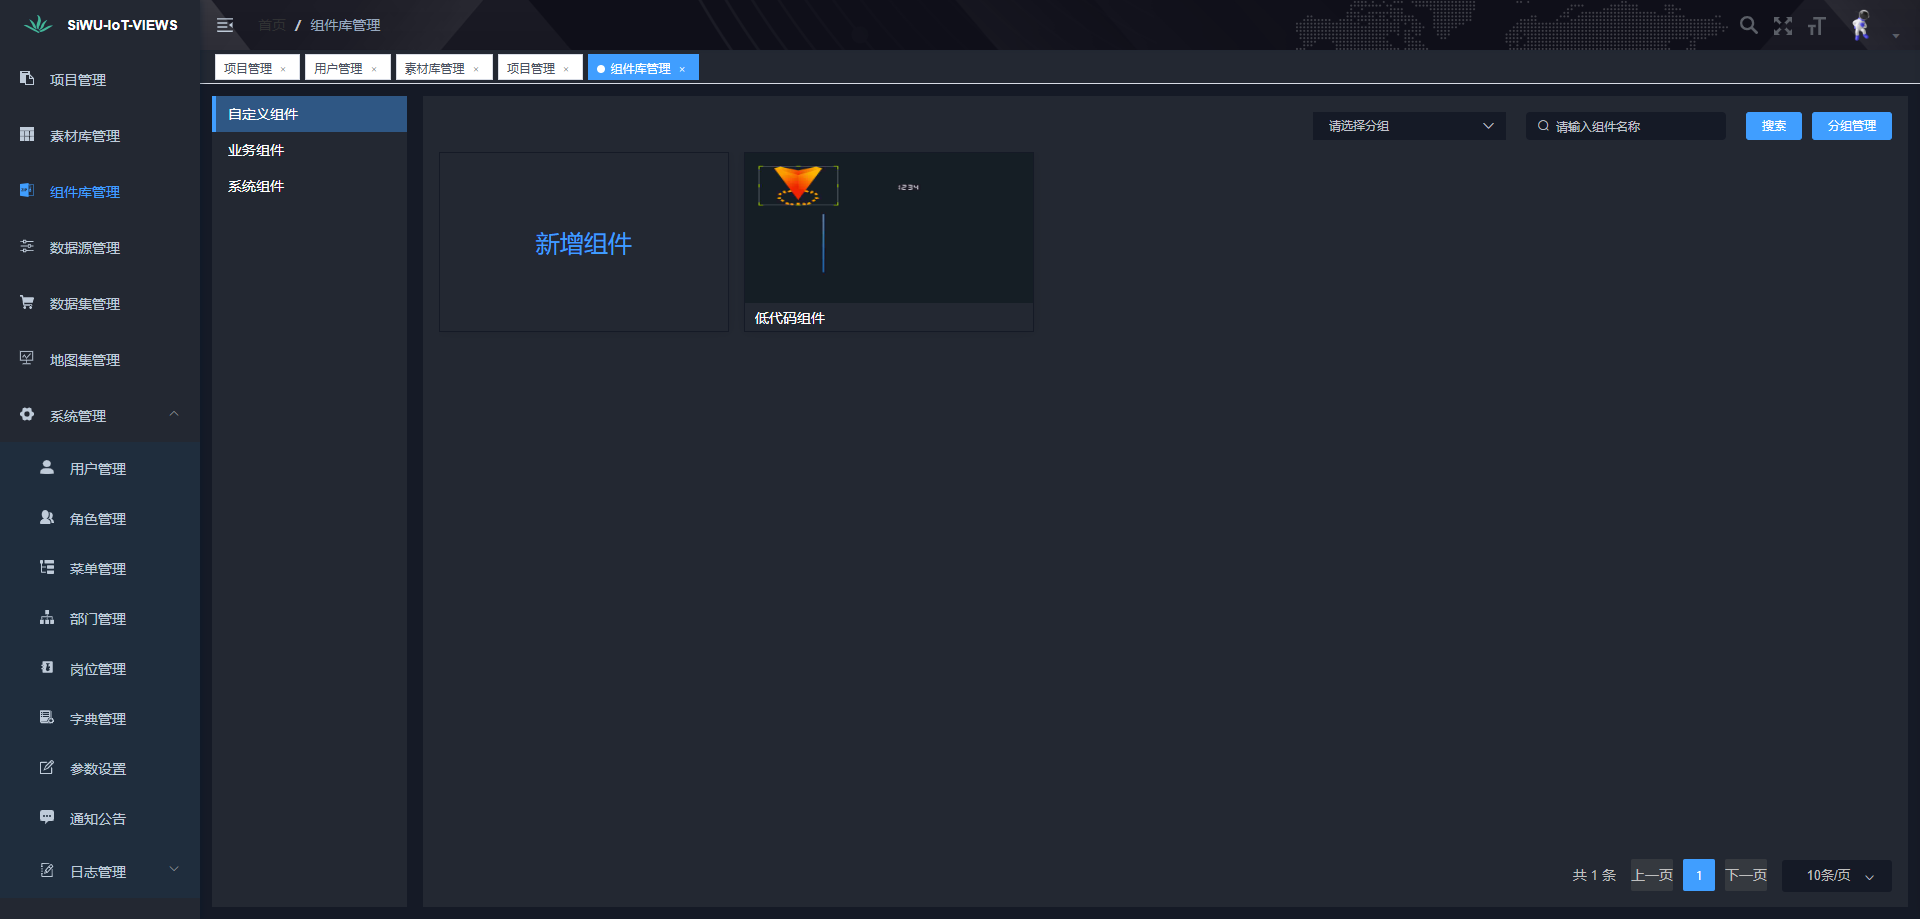 SiWU-IoT-VIEWS
项目管理
素材库管理
组件库管理
数据源管理
数据集管理
地图集管理
系统管理
用户管理
角色管理
菜单管理
部门管理
岗位管理
字典管理
参数设置
通知公告
日志管理
首页 / 组件库管理
项目管理 × 用户管理 × 素材库管理 × 项目管理 × 组件库管理 ×
自定义组件
业务组件
系统组件
请选择分组 请输入组件名称 搜索 分组管理
新增组件
1234
低代码组件
共 1 条 上一页 1 下一页 10条/页